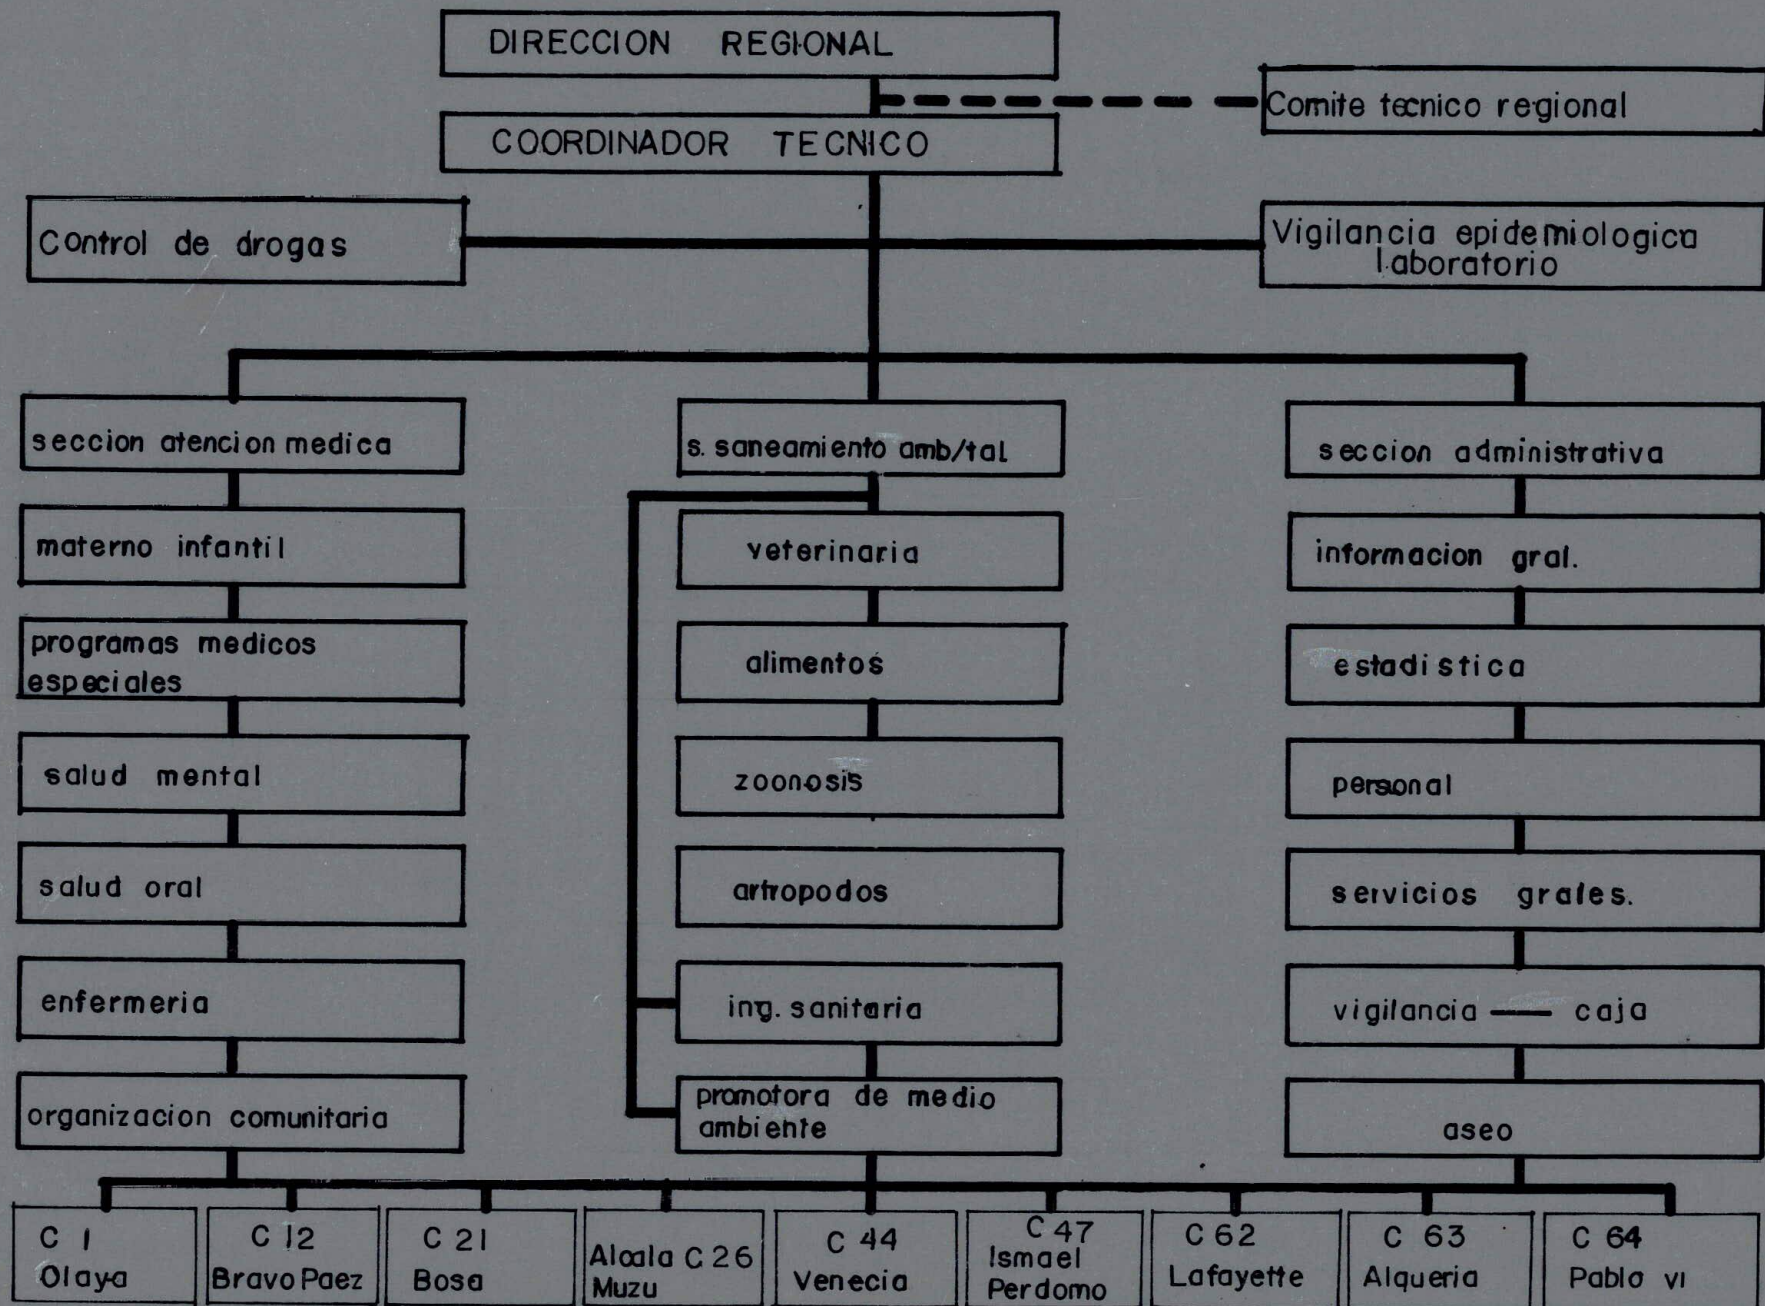 DIRECCION REGIONAL
Comite tecnico regional
COORDINADOR TECNICO
Control de drogas
Vigilancia epidemiologica
laboratorio
seccion atencion medica
s. saneamiento amb/tal
seccion administrativa
materno infantil
veterinaria
informacion gral.
programas medicos
especiales
alimentos
estadistica
salud mental
zoonosis
personal
salud oral
artropodos
servicios grales.
enfermeria
ing. sanitaria
vigilancia — caja
organizacion comunitaria
promotora de medio
ambiente
aseo
C 1
Olaya
C 12
Bravo Paez
C 21
Bosa
Alcala C 26
Muzu
C 44
Venecia
C 47
Ismael
Perdomo
C 62
Lafayette
C 63
Alqueria
C 64
Pablo VI